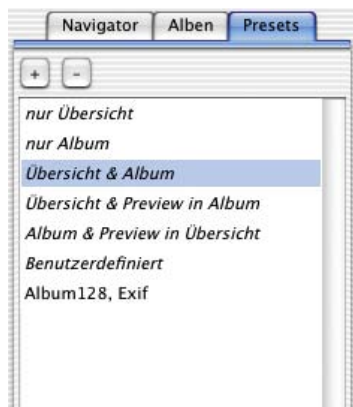 Navigator Alben Presets
+ -
nur Übersicht
nur Album
Übersicht & Album
Übersicht & Preview in Album
Album & Preview in Übersicht
Benutzerdefiniert
Album128, Exif